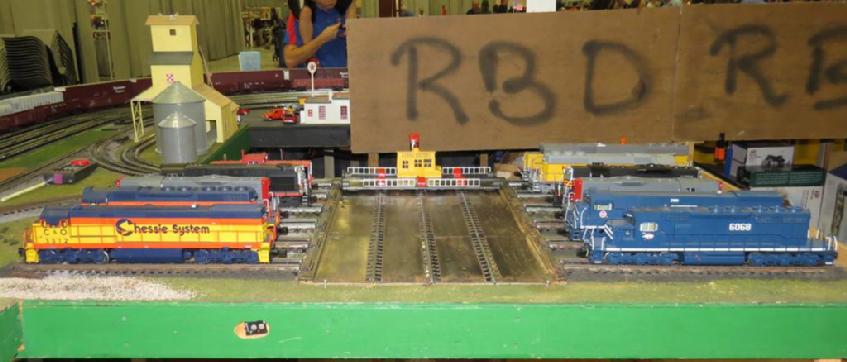 RBD
RB
Chessie System
C & O
6068